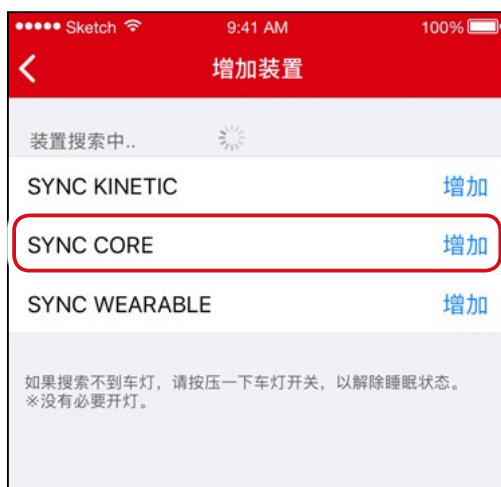 Sketch 9:41 AM 100%
增加装置
装置搜索中..
SYNC KINETIC 增加
SYNC CORE 增加
SYNC WEARABLE 增加
如果搜索不到车灯，请按压一下车灯开关，以解除睡眠状态。
※没有必要开灯。